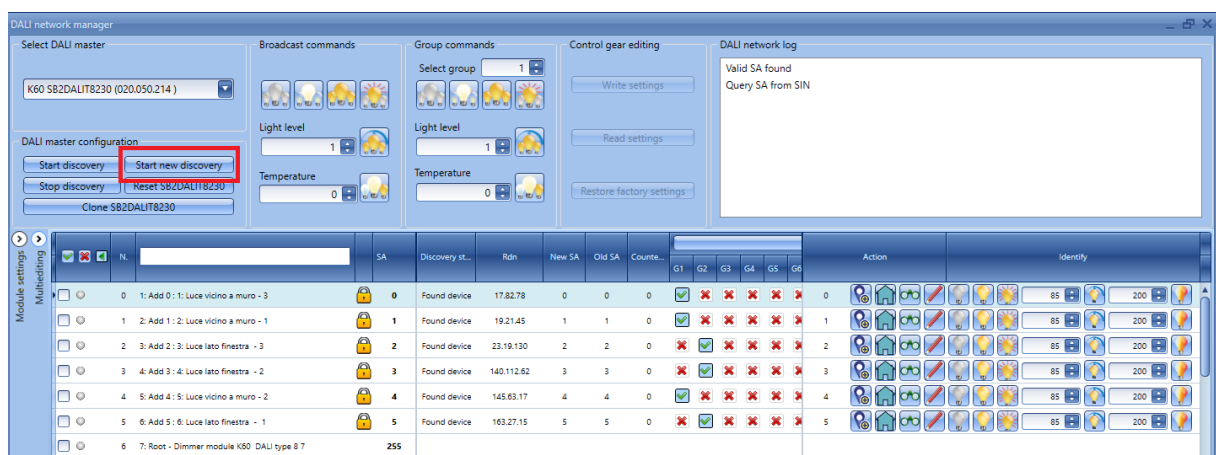 DALI network manager
Select DALI master
K60 SB2DALIT8230 (020.050.214 )
DALI master configuration
Start discovery
Start new discovery
Stop discovery
Reset SB2DALIT8230
Clone SB2DALIT8230
Broadcast commands
Light level
1
Temperature
0
Group commands
Select group 1
Light level
1
Temperature
0
Control gear editing
Write settings
Read settings
Restore factory settings
DALI network log
Valid SA found
Query SA from SIN
Module settings
Multiediting
N. SA Discovery st... Rdn New SA Old SA Counte... G1 G2 G3 G4 G5 G6 Action Identify
0 1: Add 0 : 1: Luce vicino a muro - 3 0 Found device 17.82.78 0 0 0 0 85 200
1 2: Add 1 : 2: Luce vicino a muro - 1 1 Found device 19.21.45 1 1 0 1 85 200
2 3: Add 2 : 3: Luce lato finestra - 3 2 Found device 23.19.130 2 2 0 2 85 200
3 4: Add 3 : 4: Luce lato finestra - 2 3 Found device 140.112.62 3 3 0 3 85 200
4 5: Add 4 : 5: Luce vicino a muro - 2 4 Found device 145.63.17 4 4 0 4 85 200
5 6: Add 5 : 6: Luce lato finestra - 1 5 Found device 163.27.15 5 5 0 5 85 200
6 7: Root - Dimmer module K60 DALI type 8 7 255